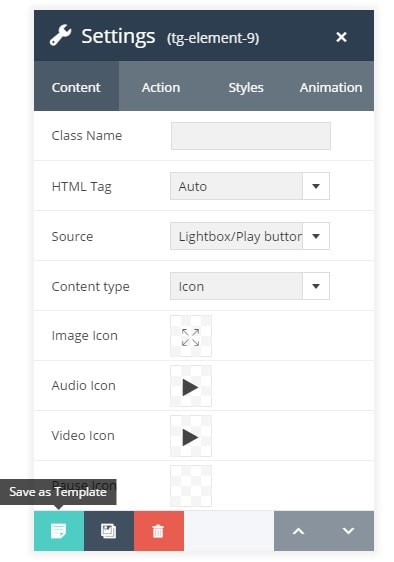 Settings (tg-element-9) ×
Content Action Styles Animation
Class Name
HTML Tag Auto
Source Lightbox/Play button
Content type Icon
Image Icon
Audio Icon
Video Icon
Pause Icon
Save as Template